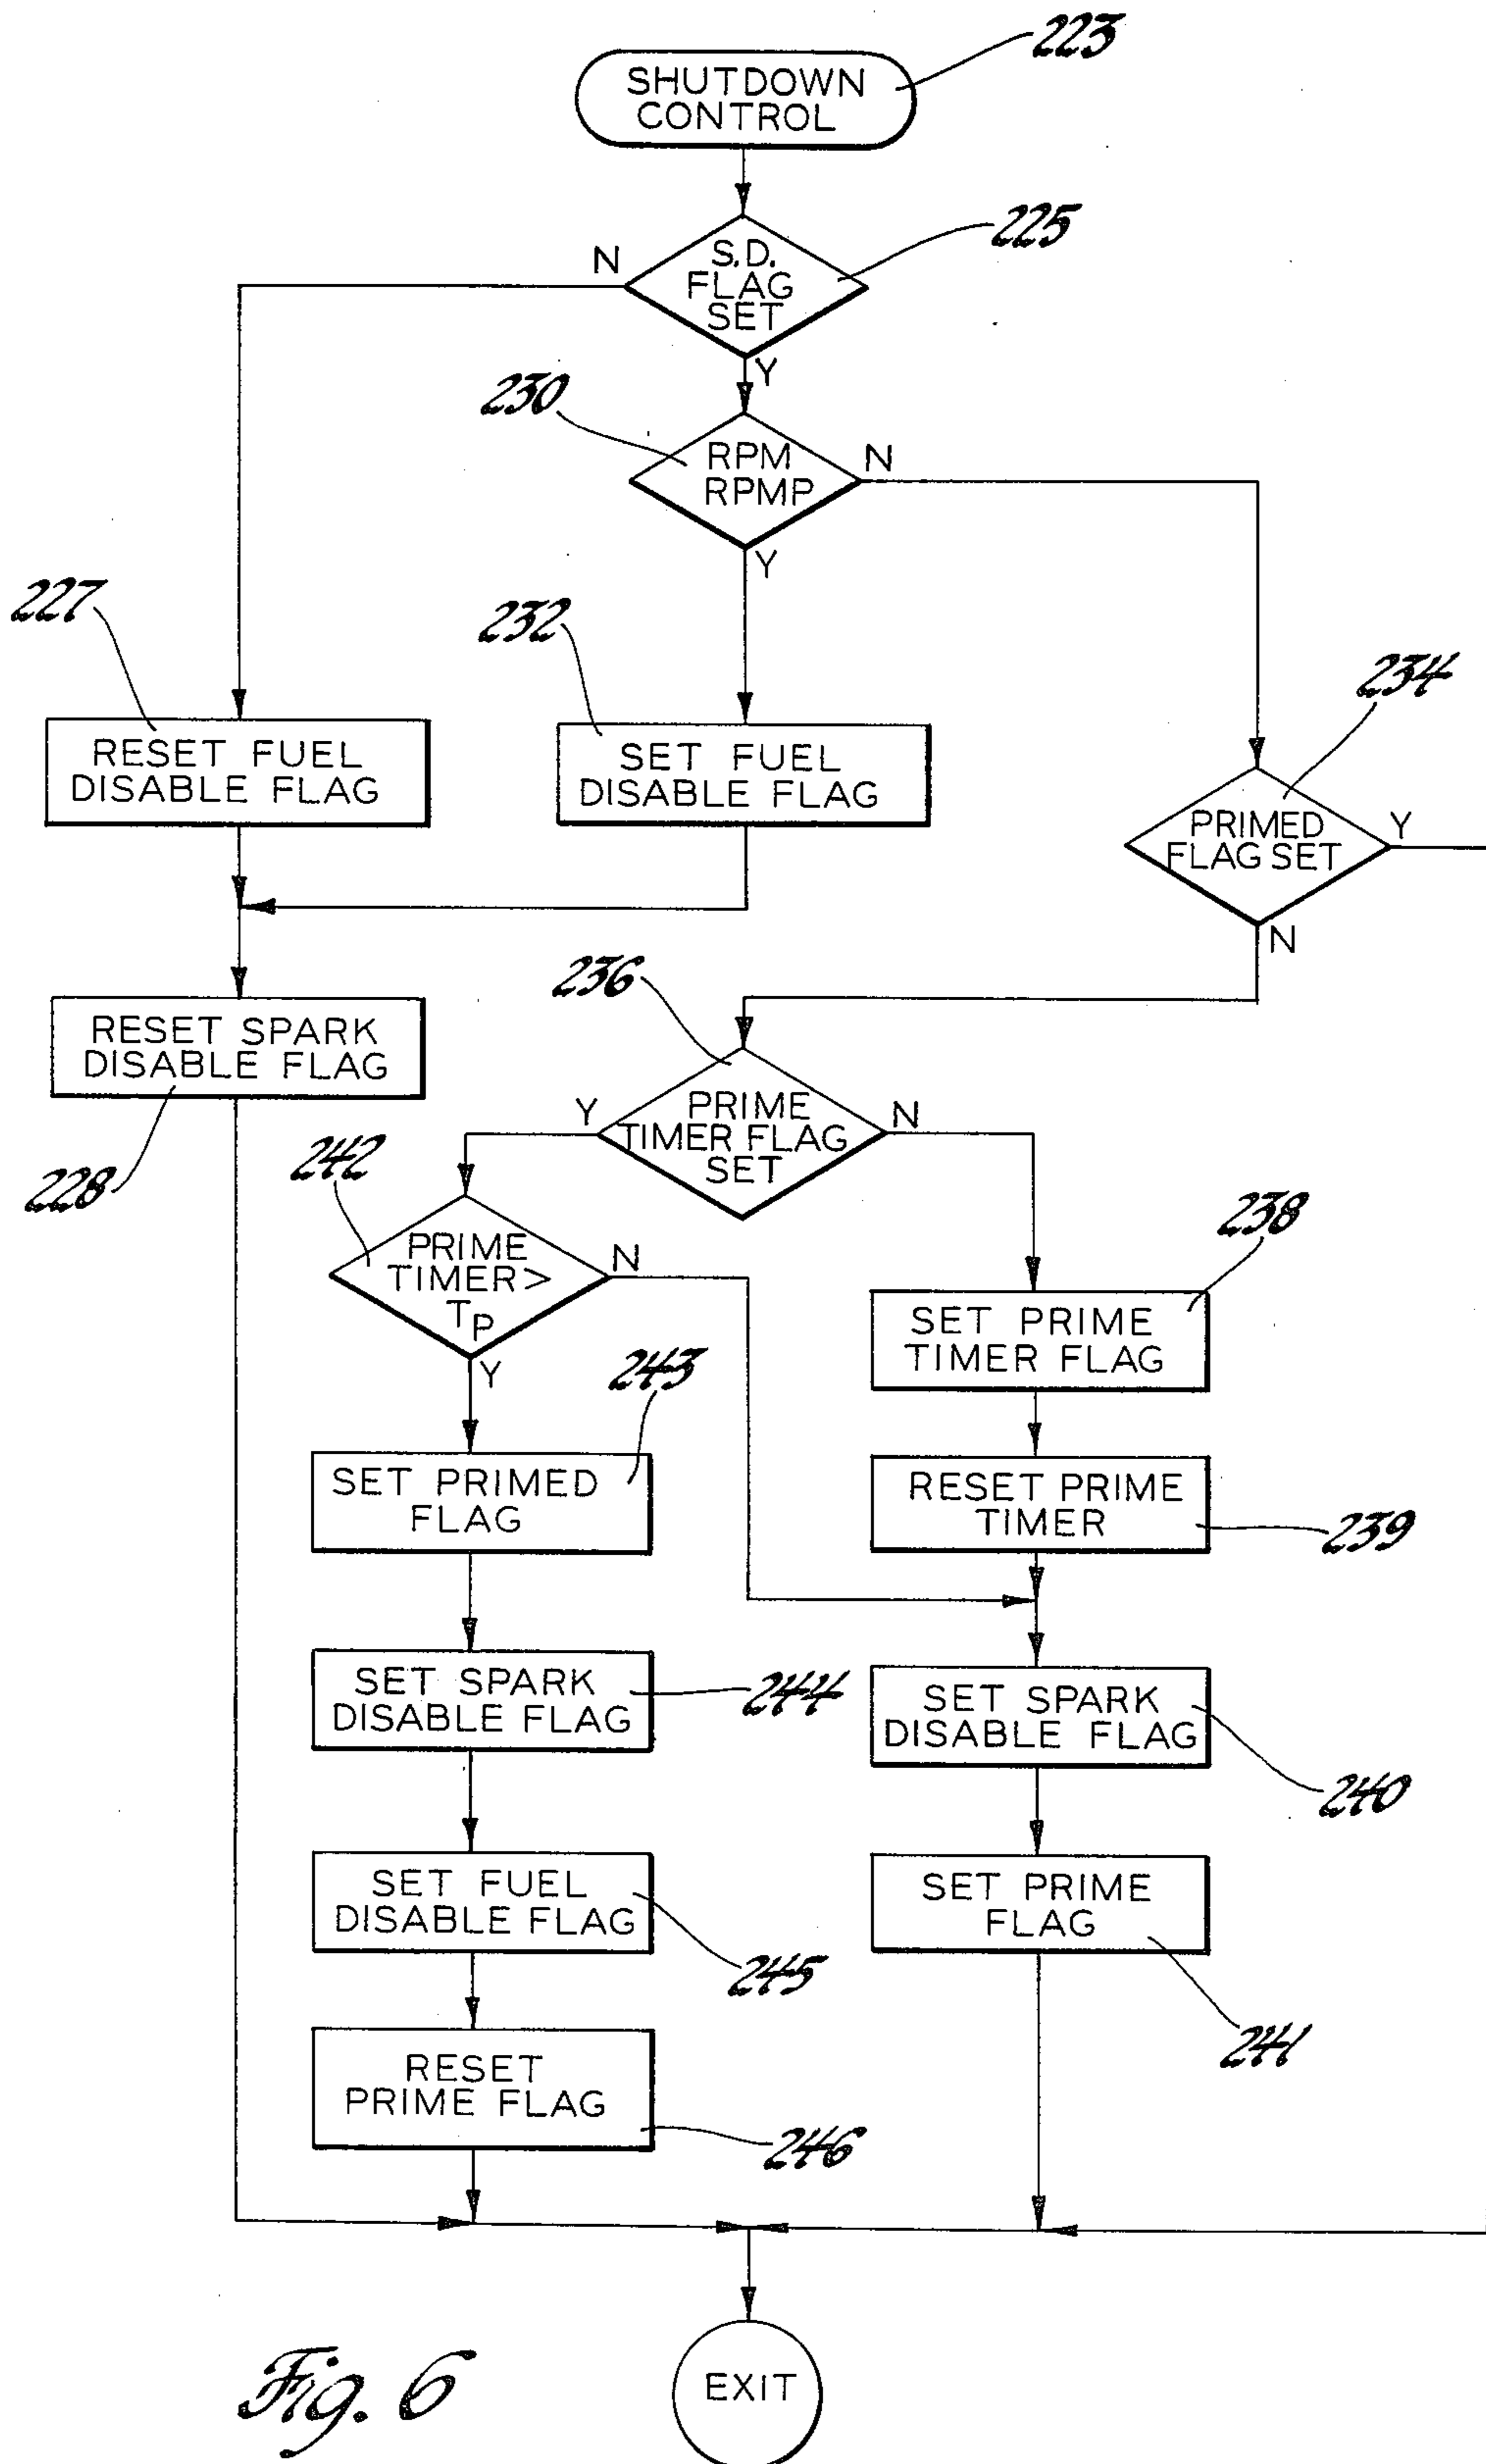 223
SHUTDOWN
CONTROL
225
S.D.
FLAG
SET
N
Y
230
RPM
RPMP
N
Y
227
232
234
RESET FUEL
DISABLE FLAG
SET FUEL
DISABLE FLAG
PRIMED
FLAG SET
Y
N
236
RESET SPARK
DISABLE FLAG
228
PRIME
TIMER FLAG
SET
Y
N
242
PRIME
TIMER >
TP
N
Y
238
SET PRIME
TIMER FLAG
243
SET PRIMED
FLAG
RESET PRIME
TIMER
239
SET SPARK
DISABLE FLAG
244
SET SPARK
DISABLE FLAG
240
SET FUEL
DISABLE FLAG
245
SET PRIME
FLAG
241
RESET
PRIME FLAG
246
EXIT
Fig. 6